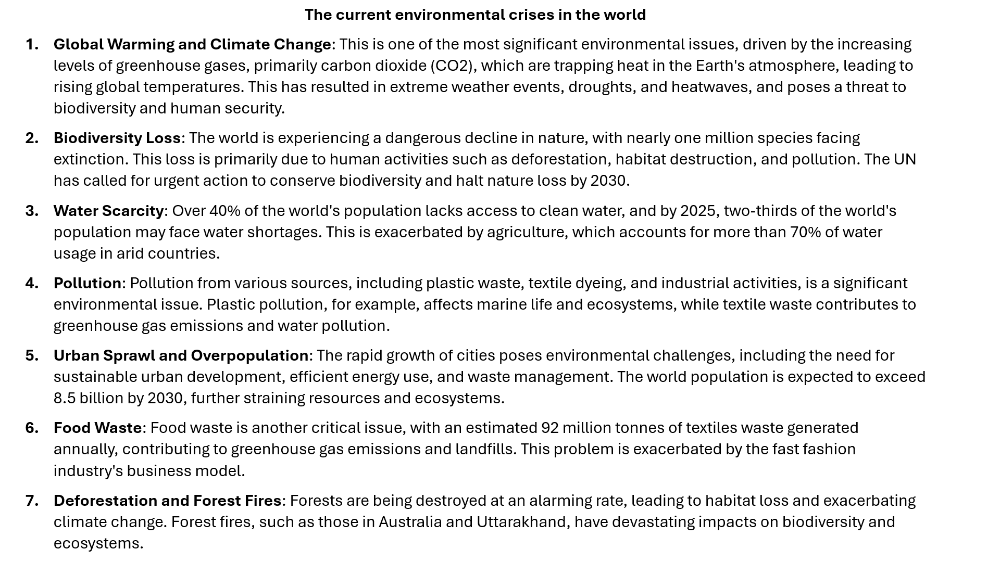 The current environmental crises in the world
1. Global Warming and Climate Change: This is one of the most significant environmental issues, driven by the increasing
levels of greenhouse gases, primarily carbon dioxide (CO2), which are trapping heat in the Earth's atmosphere, leading to
rising global temperatures. This has resulted in extreme weather events, droughts, and heatwaves, and poses a threat to
biodiversity and human security.
2. Biodiversity Loss: The world is experiencing a dangerous decline in nature, with nearly one million species facing
extinction. This loss is primarily due to human activities such as deforestation, habitat destruction, and pollution. The UN
has called for urgent action to conserve biodiversity and halt nature loss by 2030.
3. Water Scarcity: Over 40% of the world's population lacks access to clean water, and by 2025, two-thirds of the world's
population may face water shortages. This is exacerbated by agriculture, which accounts for more than 70% of water
usage in arid countries.
4. Pollution: Pollution from various sources, including plastic waste, textile dyeing, and industrial activities, is a significant
environmental issue. Plastic pollution, for example, affects marine life and ecosystems, while textile waste contributes to
greenhouse gas emissions and water pollution.
5. Urban Sprawl and Overpopulation: The rapid growth of cities poses environmental challenges, including the need for
sustainable urban development, efficient energy use, and waste management. The world population is expected to exceed
8.5 billion by 2030, further straining resources and ecosystems.
6. Food Waste: Food waste is another critical issue, with an estimated 92 million tonnes of textiles waste generated
annually, contributing to greenhouse gas emissions and landfills. This problem is exacerbated by the fast fashion
industry's business model.
7. Deforestation and Forest Fires: Forests are being destroyed at an alarming rate, leading to habitat loss and exacerbating
climate change. Forest fires, such as those in Australia and Uttarakhand, have devastating impacts on biodiversity and
ecosystems.